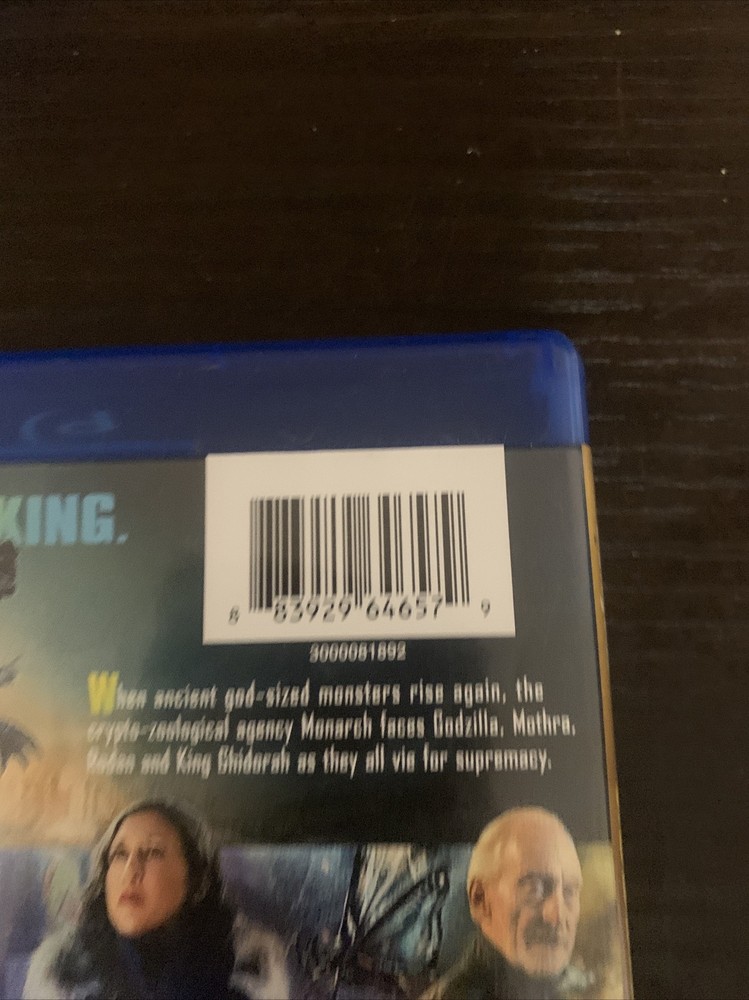 KING.
8 83929 64657 9
3000081892
When ancient god-sized monsters rise again, the
crypto-zoological agency Monarch faces Godzilla, Mothra,
Rodan and King Ghidorah as they all vie for supremacy.